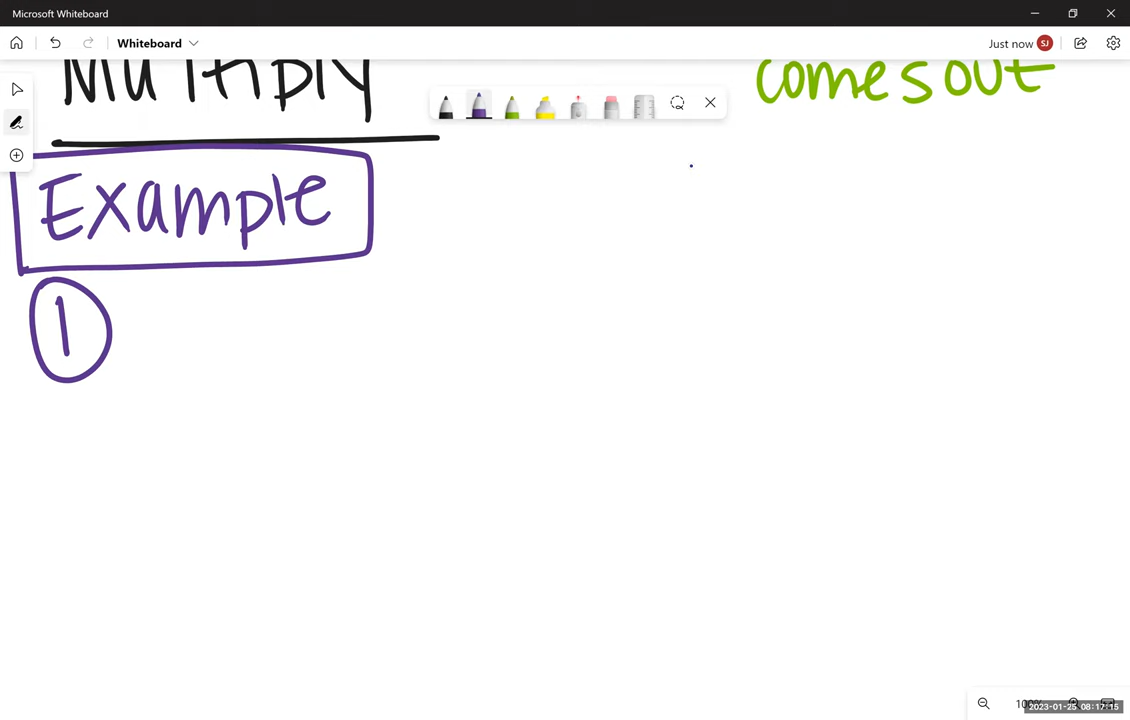 Microsoft Whiteboard
Whiteboard
Just now SJ
Multiply
comes out
Example
1
2023-01-25 08:17:15